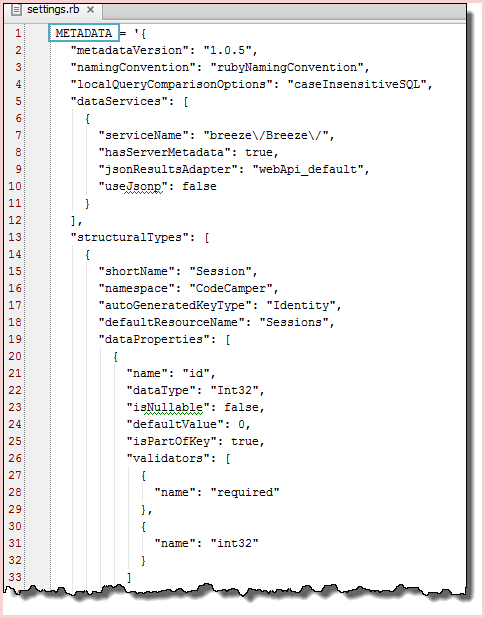 settings.rb
1 METADATA = '{
2 "metadataVersion": "1.0.5",
3 "namingConvention": "rubyNamingConvention",
4 "localQueryComparisonOptions": "caseInsensitiveSQL",
5 "dataServices": [
6 {
7 "serviceName": "breeze\/Breeze\/",
8 "hasServerMetadata": true,
9 "jsonResultsAdapter": "webApi_default",
10 "useJsonp": false
11 }
12 ],
13 "structuralTypes": [
14 {
15 "shortName": "Session",
16 "namespace": "CodeCamper",
17 "autoGeneratedKeyType": "Identity",
18 "defaultResourceName": "Sessions",
19 "dataProperties": [
20 {
21 "name": "id",
22 "dataType": "Int32",
23 "isNullable": false,
24 "defaultValue": 0,
25 "isPartOfKey": true,
26 "validators": [
27 {
28 "name": "required"
29 },
30 {
31 "name": "int32"
32 }
33 ]